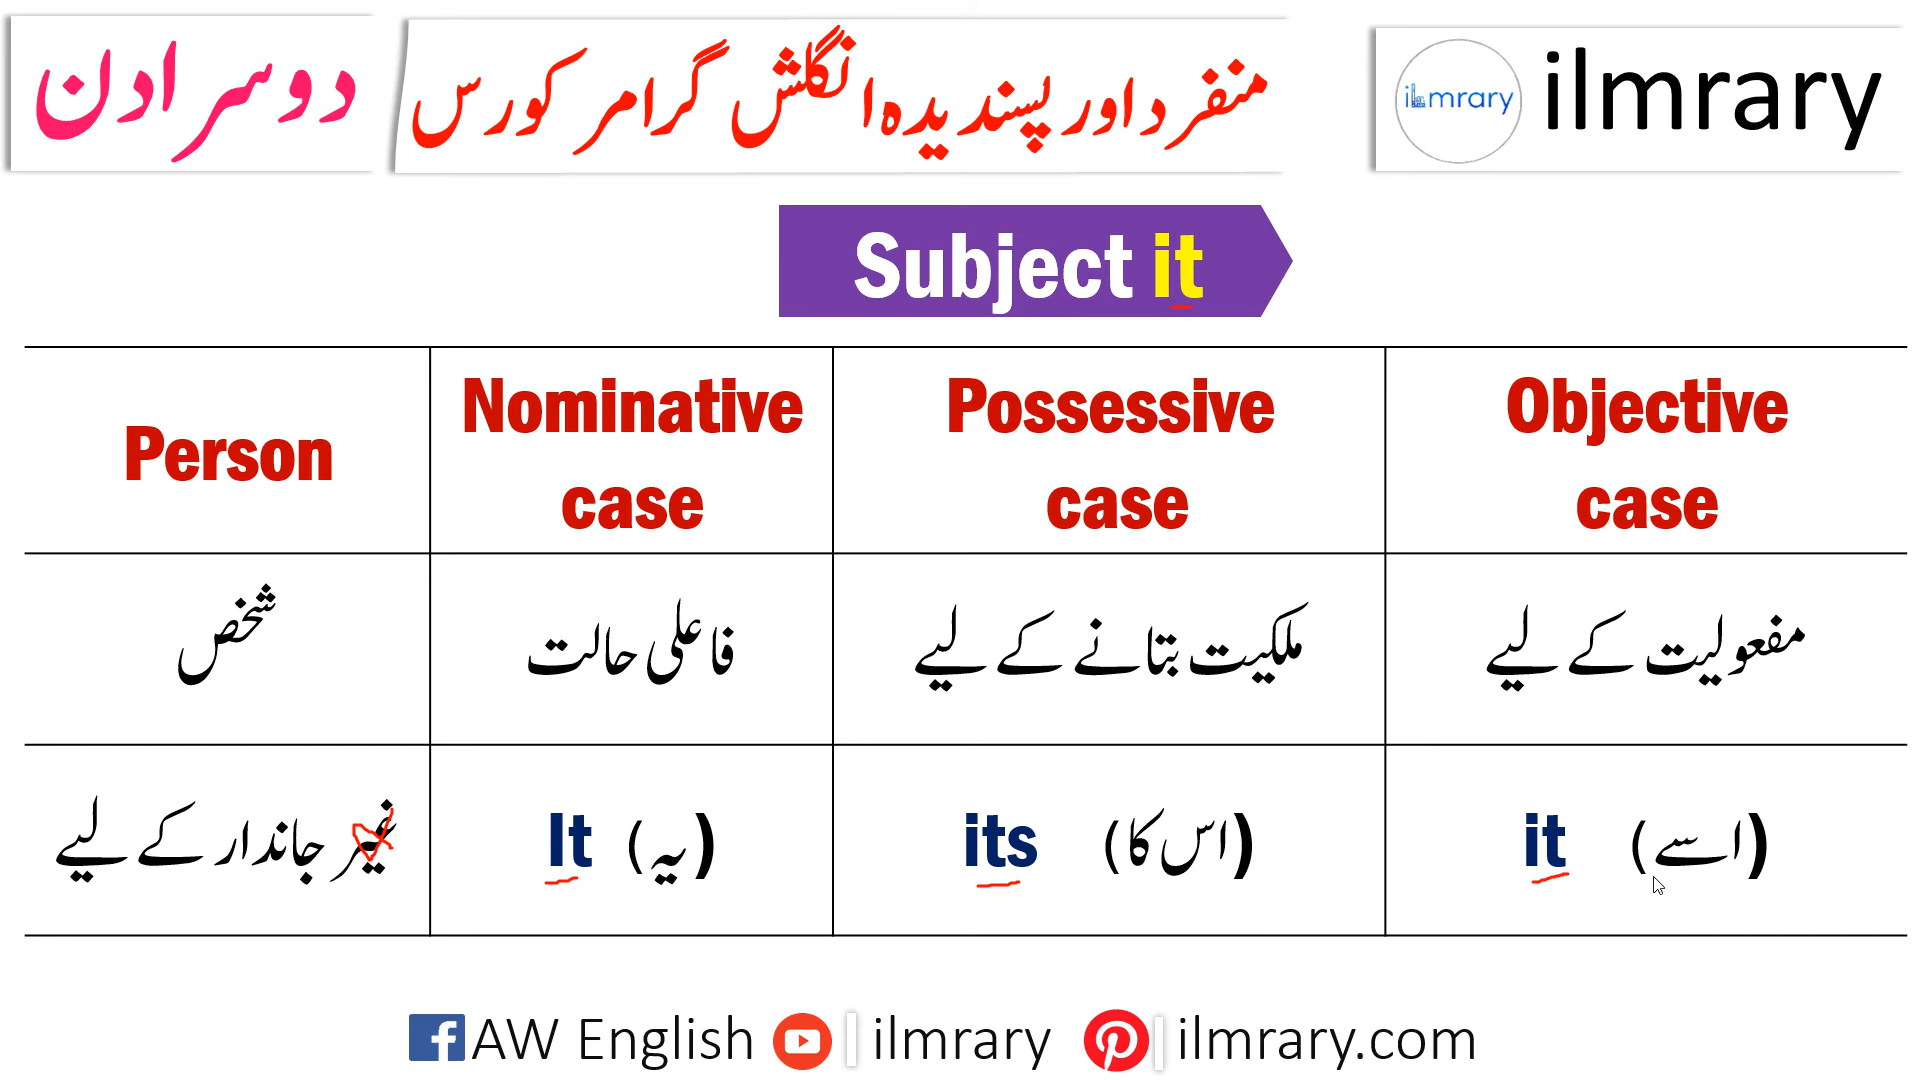 دوسرا دن
منفرد اور پسندیدہ انگلش گرامر کورس
ilmrary
ilmrary
Subject it
Person
Nominative case
Possessive case
Objective case
شخص
فاعلی حالت
ملکیت بتانے کے لیے
مفعولیت کے لیے
غیر جاندار کے لیے
It (یہ)
its (اس کا)
it (اسے)
AW English
ilmrary
ilmrary.com